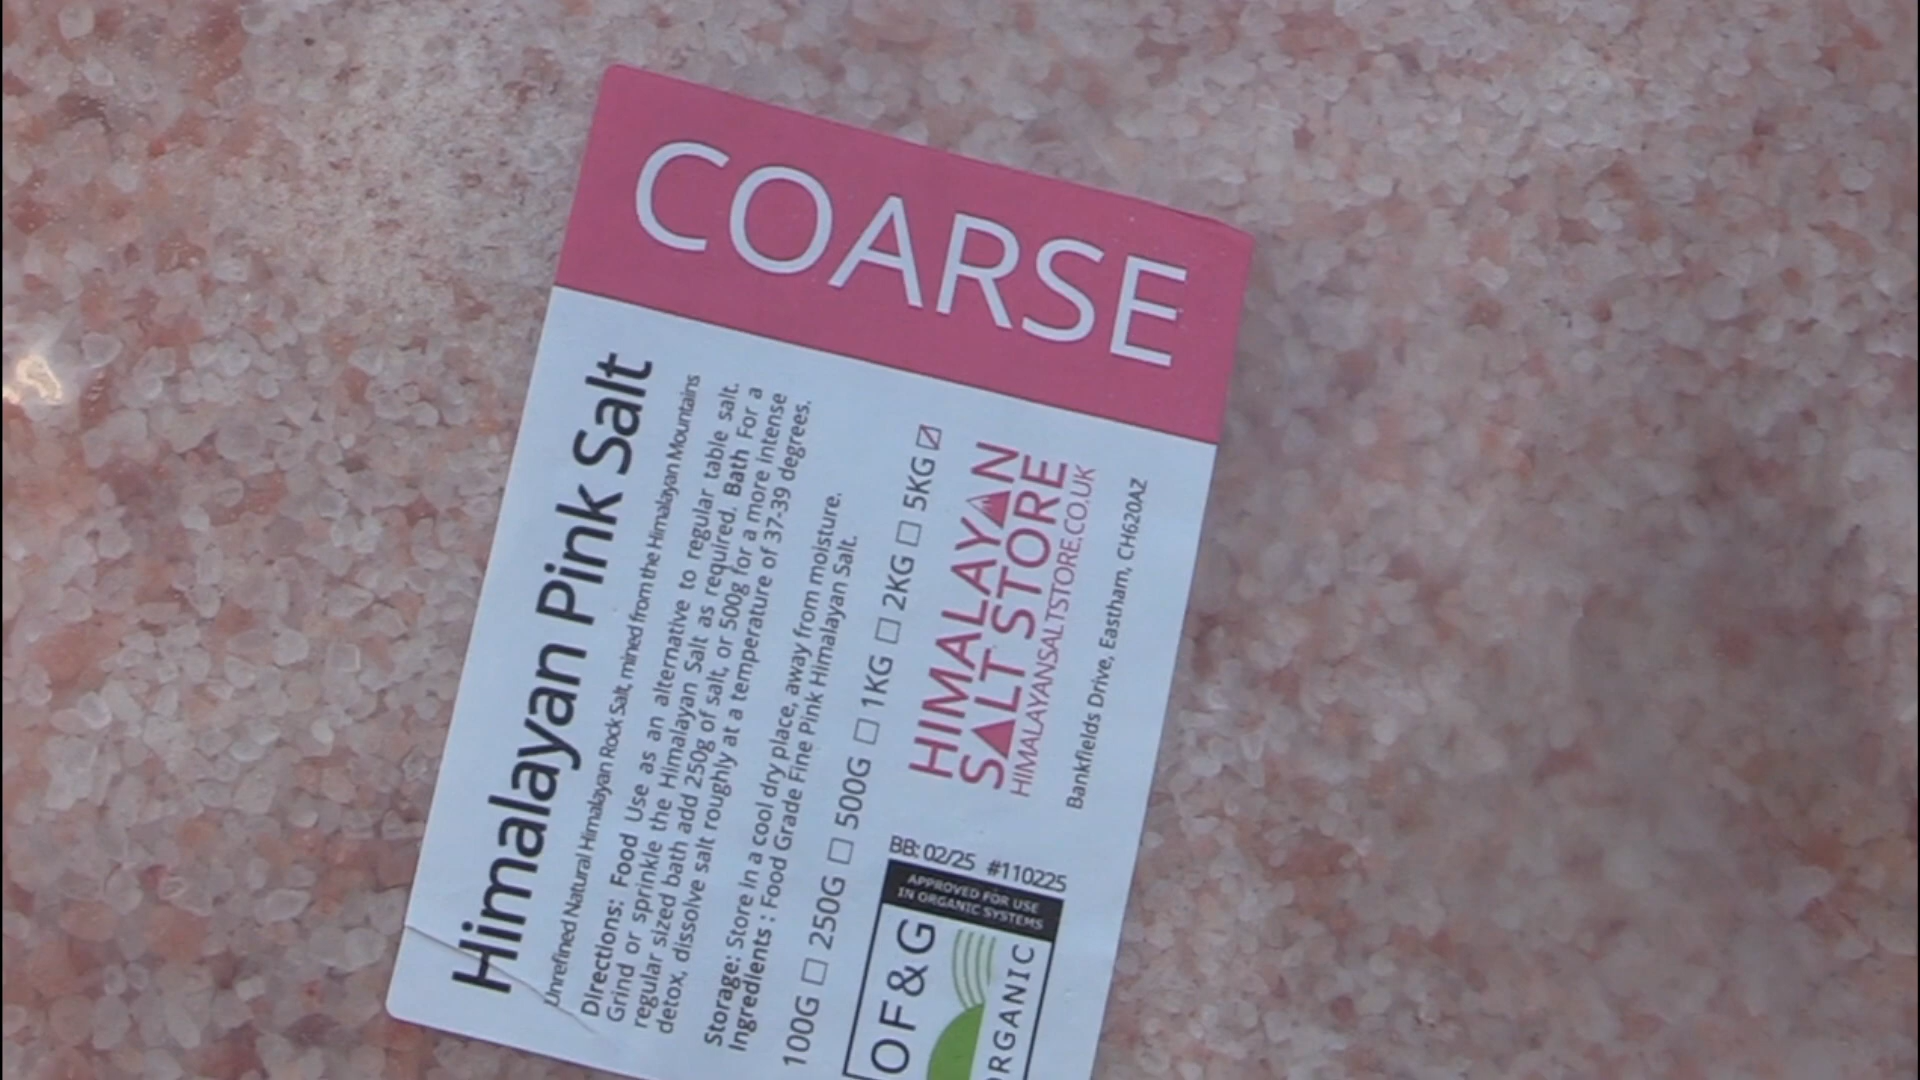 COARSE
Himalayan Pink Salt
Unrefined Natural Himalayan Rock Salt, mined from the Himalayan Mountains
Directions: Food Use as an alternative to regular table salt.
Grind or sprinkle the Himalayan Salt as required. Bath For a
regular sized bath add 250g of salt, or 500g for a more intense
detox, dissolve salt roughly at a temperature of 37-39 degrees.
Storage: Store in a cool dry place, away from moisture.
Ingredients : Food Grade Fine Pink Himalayan Salt.
100G ☐ 250G ☐ 500G ☐ 1KG ☐ 2KG ☐ 5KG ☑
HIMALAYAN
SALT STORE
HIMALAYANSALTSTORE.CO.UK
Bankfields Drive, Eastham, CH620AZ
BB: 02/25 #110225
APPROVED FOR USE
IN ORGANIC SYSTEMS
OF&G
ORGANIC